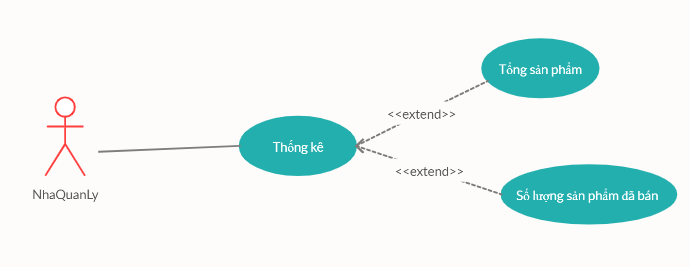 Tổng sản phẩm
<<extend>>
Thống kê
<<extend>>
NhaQuanLy
Số lượng sản phẩm đã bán